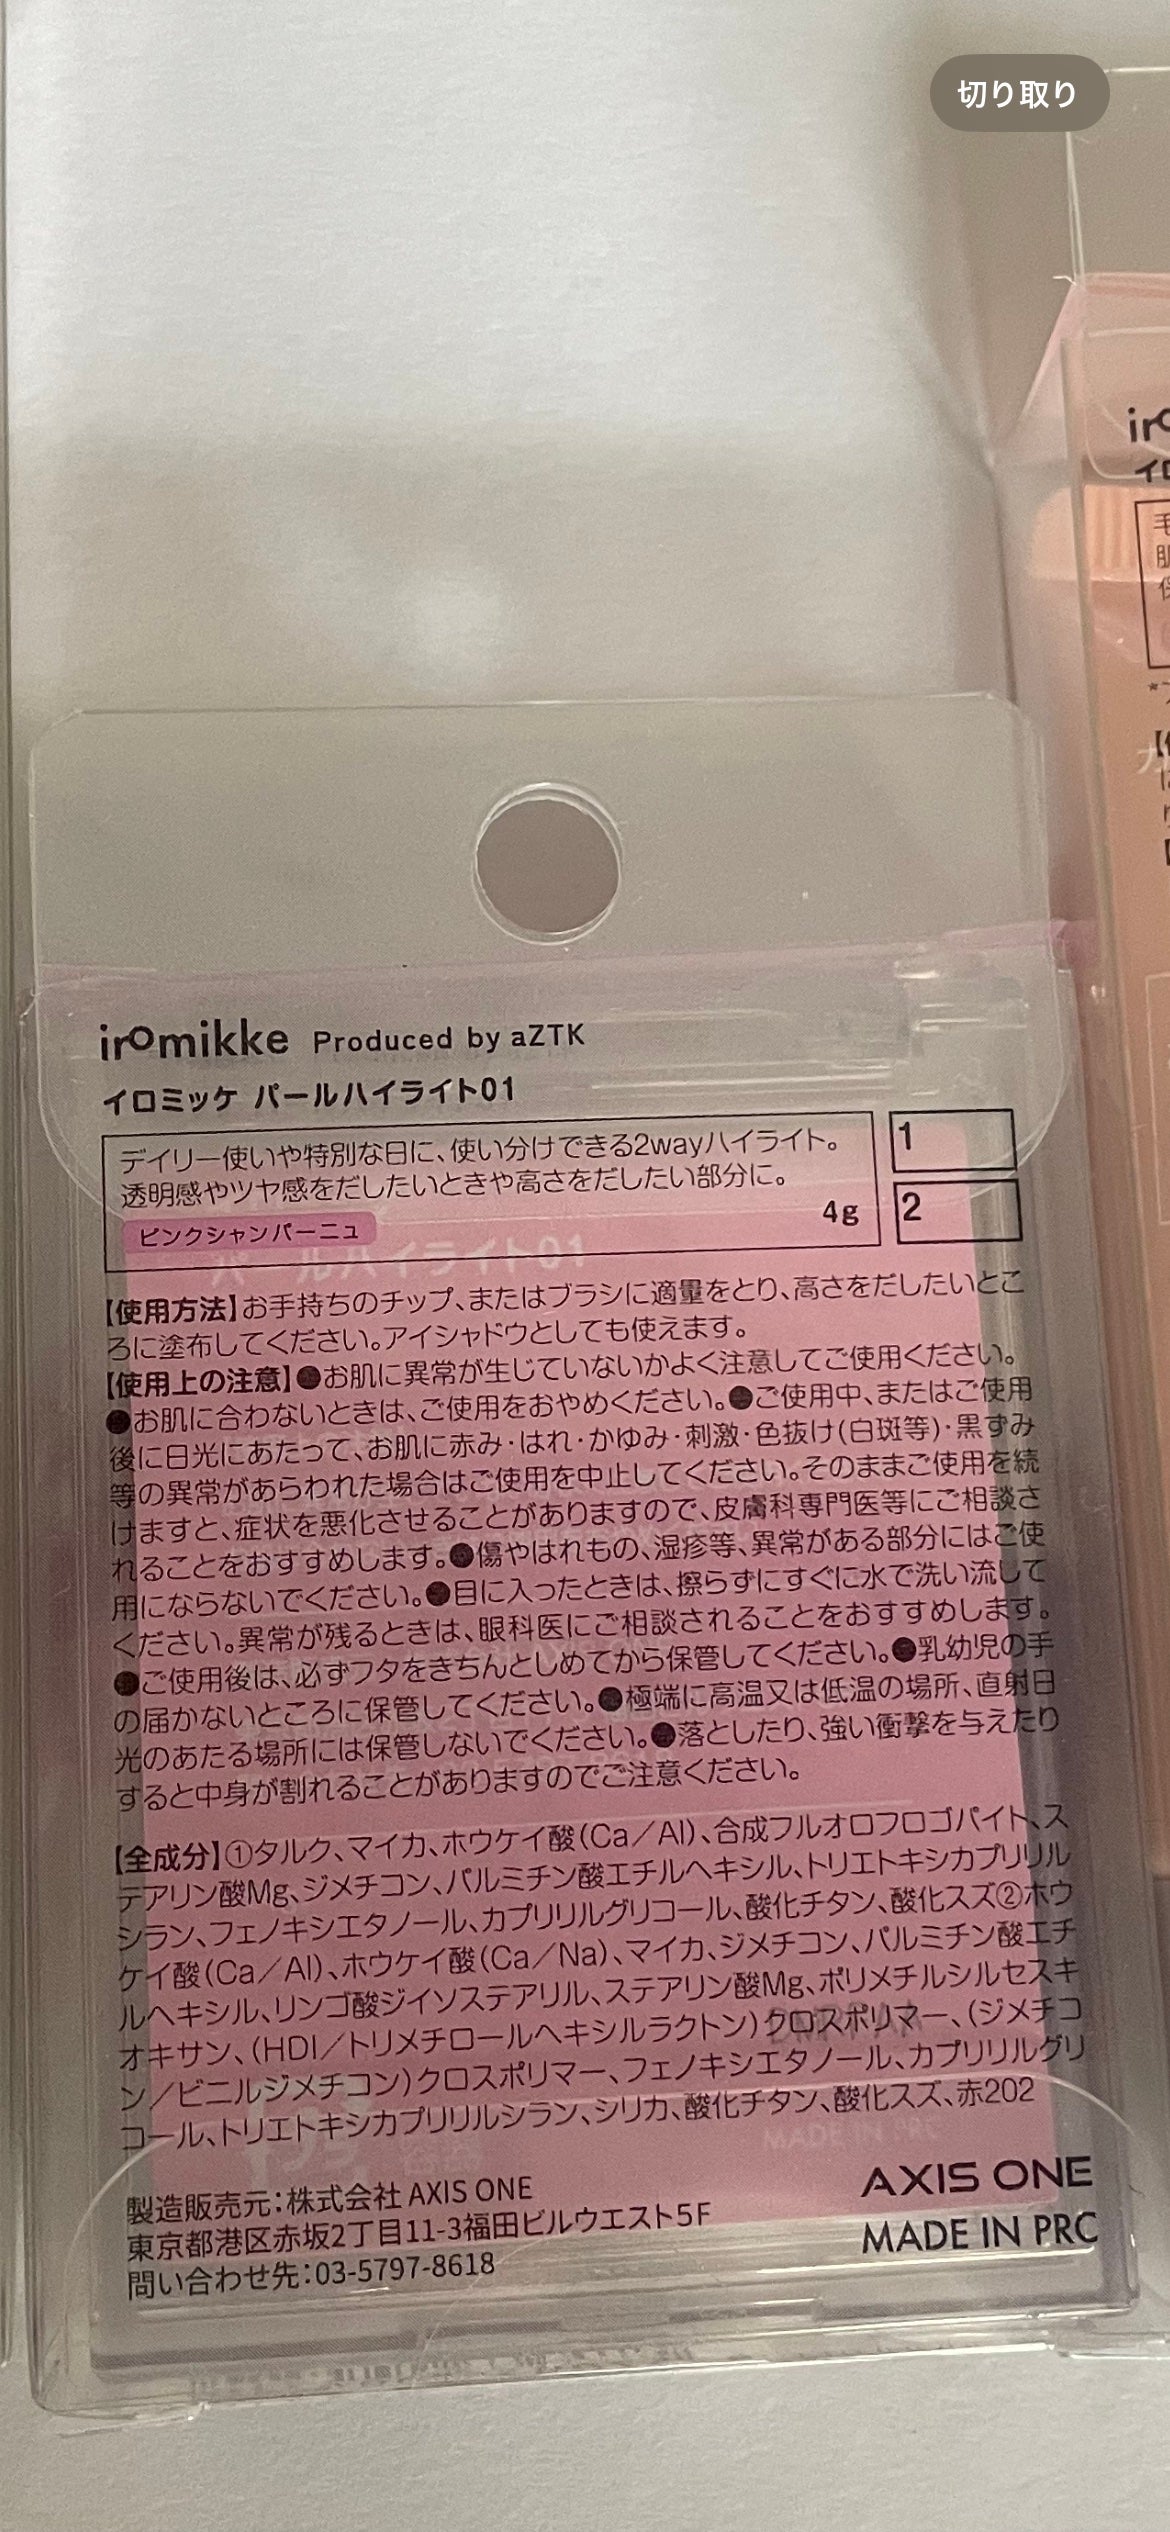 切り取り
iromikke Produced by aZTK
イロミッケ パールハイライト01
デイリー使いや特別な日に、使い分けできる2wayハイライト。
透明感やツヤ感をだしたいときや高さをだしたい部分に。
ピンクシャンパーニュ
4g
1
2
【使用方法】お手持ちのチップ、またはブラシに適量をとり、高さをだしたいとこ
ろに塗布してください。アイシャドウとしても使えます。
【使用上の注意】●お肌に異常が生じていないかよく注意してご使用ください。
●お肌に合わないときは、ご使用をおやめください。●ご使用中、またはご使用
後に日光にあたって、お肌に赤み・はれ・かゆみ・刺激・色抜け(白斑等)・黒ずみ
等の異常があらわれた場合はご使用を中止してください。そのままご使用を続
けますと、症状を悪化させることがありますので、皮膚科専門医等にご相談さ
れることをおすすめします。●傷やはれもの、湿疹等、異常がある部分にはご使
用にならないでください。●目に入ったときは、擦らずにすぐに水で洗い流して
ください。異常が残るときは、眼科医にご相談されることをおすすめします。
●ご使用後は、必ずフタをきちんとしめてから保管してください。●乳幼児の手
の届かないところに保管してください。●極端に高温又は低温の場所、直射日
光のあたる場所には保管しないでください。●落としたり、強い衝撃を与えたり
すると中身が割れることがありますのでご注意ください。
【全成分】①タルク、マイカ、ホウケイ酸(Ca/Al)、合成フルオロフロゴパイト、ス
テアリン酸Mg、ジメチコン、パルミチン酸エチルヘキシル、トリエトキシカプリリル
シラン、フェノキシエタノール、カプリリルグリコール、酸化チタン、酸化スズ②ホウ
ケイ酸(Ca/Al)、ホウケイ酸(Ca/Na)、マイカ、ジメチコン、パルミチン酸エチ
ルヘキシル、リンゴ酸ジイソステアリル、ステアリン酸Mg、ポリメチルシルセスキ
オキサン、(HDI/トリメチロールヘキシルラクトン)クロスポリマー、(ジメチコ
ン/ビニルジメチコン)クロスポリマー、フェノキシエタノール、カプリリルグリ
コール、トリエトキシカプリリルシラン、シリカ、酸化チタン、酸化スズ、赤202
製造販売元:株式会社 AXIS ONE
東京都港区赤坂2丁目11-3福田ビルウエスト5F
問い合わせ先:03-5797-8618
AXIS ONE
MADE IN PRC